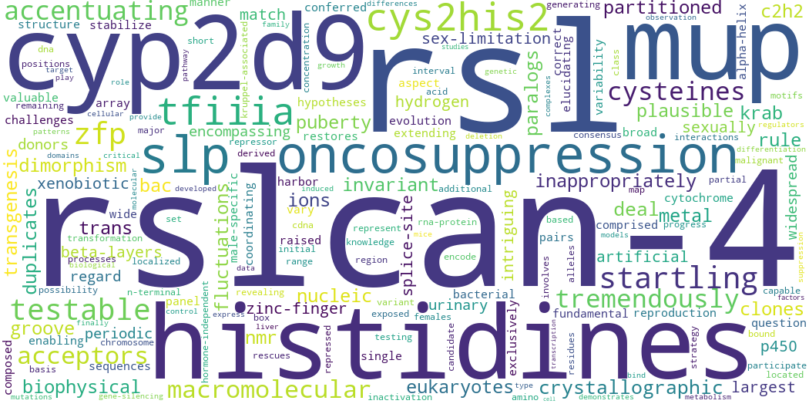 accentuating manner conferred differences generating
structure stabilize match cys2his2 partitioned observation c2h2
cyp2d9 rsl mup
dna short kruppel-associated concentration growth sex-limitation interval studies aspect paralogs correct elucidating variability class alpha-helix
positions target play role pathway acid genetic complexes cysteines motifs
valuable remaining array tfiiia hypotheses hydrogen plausible krab
challenges cellular provide encompassing puberty evolution extending deletion consensus broad sexually regulators
patterns major repressor restores derived interactions differentiation
donors zfp domains critical molecular slp oncosuppression malignant rule
dimorphism developed induced additional map partial widespread
xenobiotic bac invariant harbor inappropriately cytochrome
transgenesis duplicates wide set trans fluctuations male-specific coordinating ions vary cdna represent knowledge rna-protein splice-site intriguing based pairs models deal metal progress
rslcan-4
transformation raised initial comprised artificial suppression
beta-layers processes localized range region encode alleles
regard biological data mice involves startling
possibility n-terminal revealing panel nucleic variant urinary bacterial candidate capable factors
testable hormone-independent zinc-finger exposed females exclusively transcription tremendously
groove periodic control box liver nmr repressed testing fundamental reproduction clones
enabling chromosome express single residues strategy bound question
composed acceptors finally histidines located p450
basis sequences rescues bind participate
biophysical macromolecular eukaryotes type crystallographic largest
mutations gene-silencing inactivation amino cell demonstrates metabolism
family